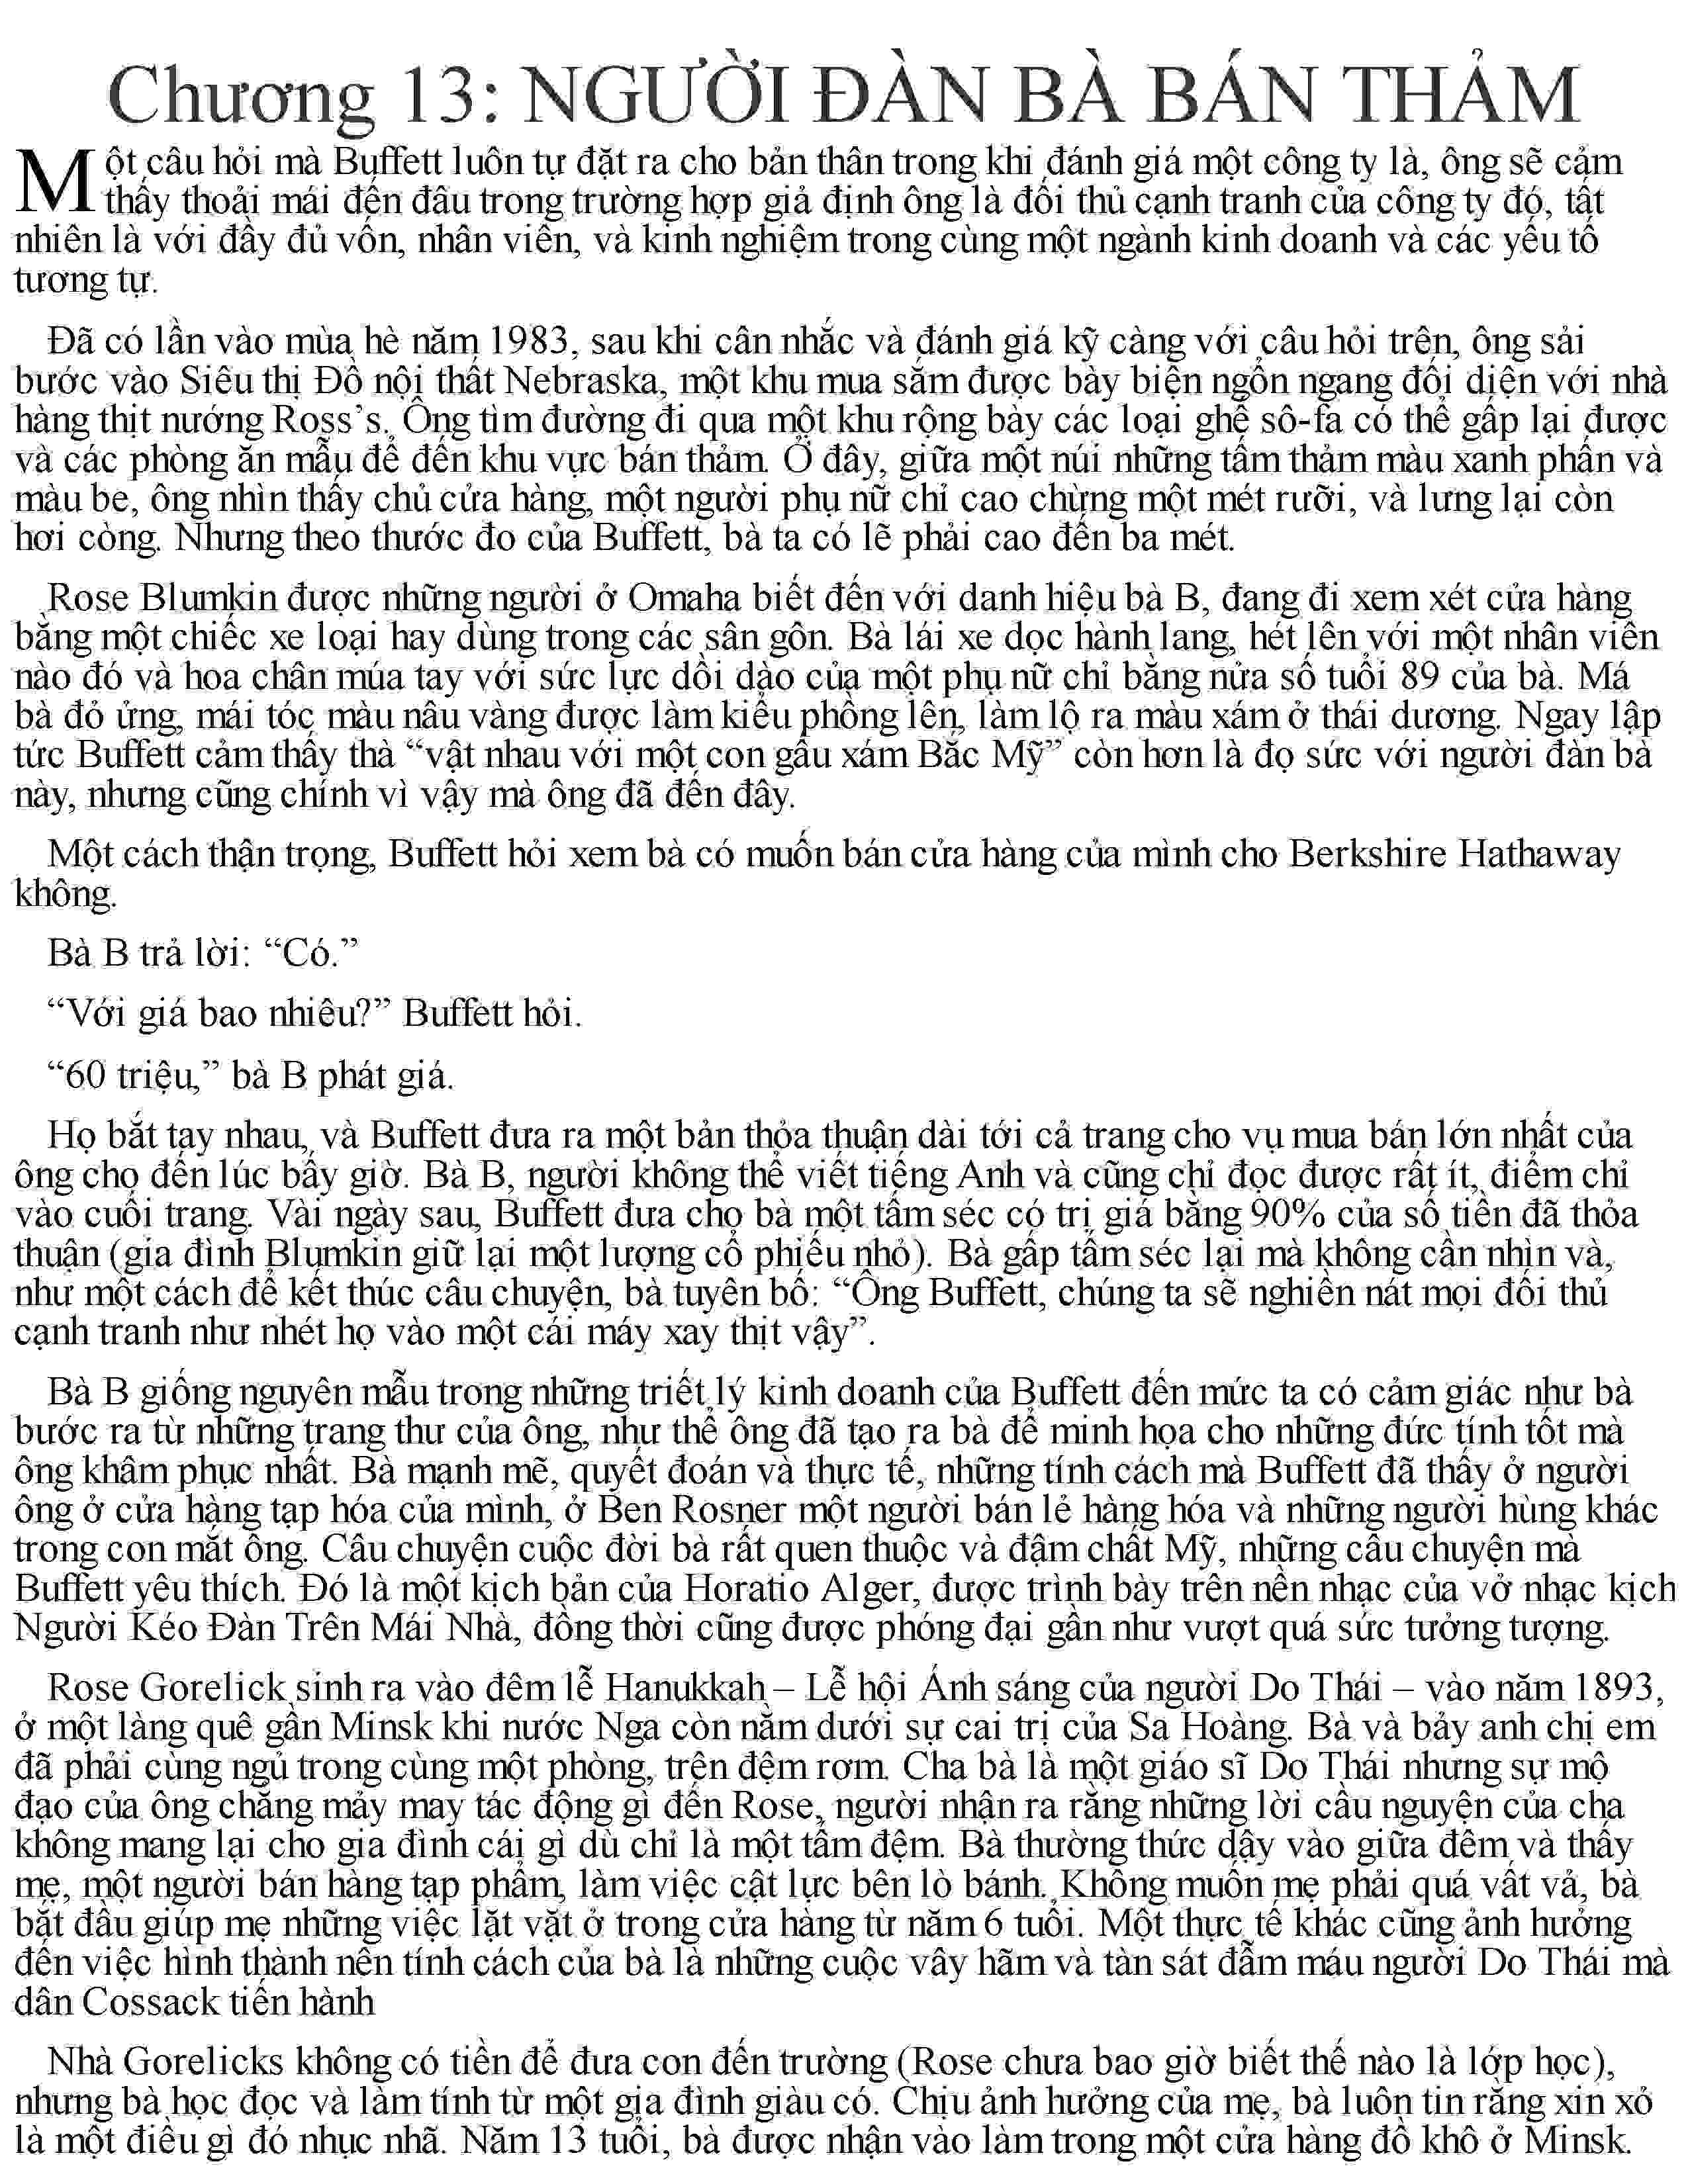 Chương 13: NGƯỜI ĐÀN BÀ BÁN THẢM
Một câu hỏi mà Buffett luôn tự đặt ra cho bản thân trong khi đánh giá một công ty là, ông sẽ cảm
thấy thoải mái đến đâu trong trường hợp giả định ông là đối thủ cạnh tranh của công ty đó, tất
nhiên là với đầy đủ vốn, nhân viên, và kinh nghiệm trong cùng một ngành kinh doanh và các yếu tố
tương tự.
Đã có lần vào mùa hè năm 1983, sau khi cân nhắc và đánh giá kỹ càng với câu hỏi trên, ông sải
bước vào Siêu thị Đồ nội thất Nebraska, một khu mua sắm được bày biện ngổn ngang đối diện với nhà
hàng thịt nướng Ross’s. Ông tìm đường đi qua một khu rộng bày các loại ghế sô-fa có thể gấp lại được
và các phòng ăn mẫu để đến khu vực bán thảm. Ở đây, giữa một núi những tấm thảm màu xanh phấn và
màu be, ông nhìn thấy chủ cửa hàng, một người phụ nữ chỉ cao chừng một mét rưỡi, và lưng lại còn
hơi còng. Nhưng theo thước đo của Buffett, bà ta có lẽ phải cao đến ba mét.
Rose Blumkin được những người ở Omaha biết đến với danh hiệu bà B, đang đi xem xét cửa hàng
bằng một chiếc xe loại hay dùng trong các sân gôn. Bà lái xe dọc hành lang, hét lên với một nhân viên
nào đó và hoa chân múa tay với sức lực dồi dào của một phụ nữ chỉ bằng nửa số tuổi 89 của bà. Má
bà đỏ ửng, mái tóc màu nâu vàng được làm kiểu phồng lên, làm lộ ra màu xám ở thái dương. Ngay lập
tức Buffett cảm thấy thà “vật nhau với một con gấu xám Bắc Mỹ” còn hơn là đọ sức với người đàn bà
này, nhưng cũng chính vì vậy mà ông đã đến đây.
Một cách thận trọng, Buffett hỏi xem bà có muốn bán cửa hàng của mình cho Berkshire Hathaway
không.
Bà B trả lời: “Có.”
“Với giá bao nhiêu?” Buffett hỏi.
“60 triệu,” bà B phát giá.
Họ bắt tay nhau, và Buffett đưa ra một bản thỏa thuận dài tới cả trang cho vụ mua bán lớn nhất của
ông cho đến lúc bấy giờ. Bà B, người không thể viết tiếng Anh và cũng chỉ đọc được rất ít, điểm chỉ
vào cuối trang. Vài ngày sau, Buffett đưa cho bà một tấm séc có trị giá bằng 90% của số tiền đã thỏa
thuận (gia đình Blumkin giữ lại một lượng cổ phiếu nhỏ). Bà gấp tấm séc lại mà không cần nhìn và,
như một cách để kết thúc câu chuyện, bà tuyên bố: “Ông Buffett, chúng ta sẽ nghiền nát mọi đối thủ
cạnh tranh như nhét họ vào một cái máy xay thịt vậy”.
Bà B giống nguyên mẫu trong những triết lý kinh doanh của Buffett đến mức ta có cảm giác như bà
bước ra từ những trang thư của ông, như thể ông đã tạo ra bà để minh họa cho những đức tính tốt mà
ông khâm phục nhất. Bà mạnh mẽ, quyết đoán và thực tế, những tính cách mà Buffett đã thấy ở người
ông ở cửa hàng tạp hóa của mình, ở Ben Rosner một người bán lẻ hàng hóa và những người hùng khác
trong con mắt ông. Câu chuyện cuộc đời bà rất quen thuộc và đậm chất Mỹ, những câu chuyện mà
Buffett yêu thích. Đó là một kịch bản của Horatio Alger, được trình bày trên nền nhạc của vở nhạc kịch
Người Kéo Đàn Trên Mái Nhà, đồng thời cũng được phóng đại gần như vượt quá sức tưởng tượng.
Rose Gorelick sinh ra vào đêm lễ Hanukkah – Lễ hội Ánh sáng của người Do Thái – vào năm 1893,
ở một làng quê gần Minsk khi nước Nga còn nằm dưới sự cai trị của Sa Hoàng. Bà và bảy anh chị em
đã phải cùng ngủ trong cùng một phòng, trên đệm rơm. Cha bà là một giáo sĩ Do Thái nhưng sự mộ
đạo của ông chẳng mảy may tác động gì đến Rose, người nhận ra rằng những lời cầu nguyện của cha
không mang lại cho gia đình cái gì dù chỉ là một tấm đệm. Bà thường thức dậy vào giữa đêm và thấy
mẹ, một người bán hàng tạp phẩm, làm việc cật lực bên lò bánh. Không muốn mẹ phải quá vất vả, bà
bắt đầu giúp mẹ những việc lặt vặt ở trong cửa hàng từ năm 6 tuổi. Một thực tế khác cũng ảnh hưởng
đến việc hình thành nên tính cách của bà là những cuộc vây hãm và tàn sát đẫm máu người Do Thái mà
dân Cossack tiến hành
Nhà Gorelicks không có tiền để đưa con đến trường (Rose chưa bao giờ biết thế nào là lớp học),
nhưng bà học đọc và làm tính từ một gia đình giàu có. Chịu ảnh hưởng của mẹ, bà luôn tin rằng xin xỏ
là một điều gì đó nhục nhã. Năm 13 tuổi, bà được nhận vào làm trong một cửa hàng đồ khô ở Minsk.